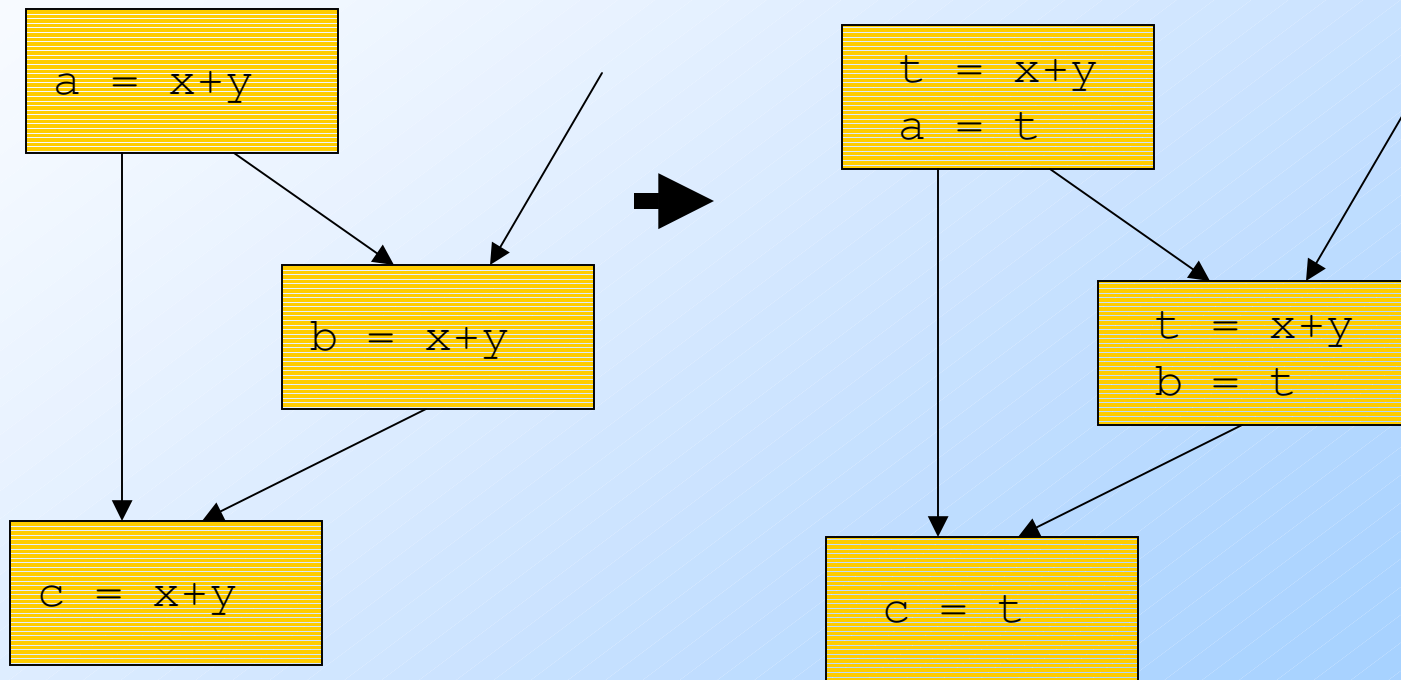 a = x+y
b = x+y
c = x+y
t = x+y
a = t
t = x+y
b = t
c = t